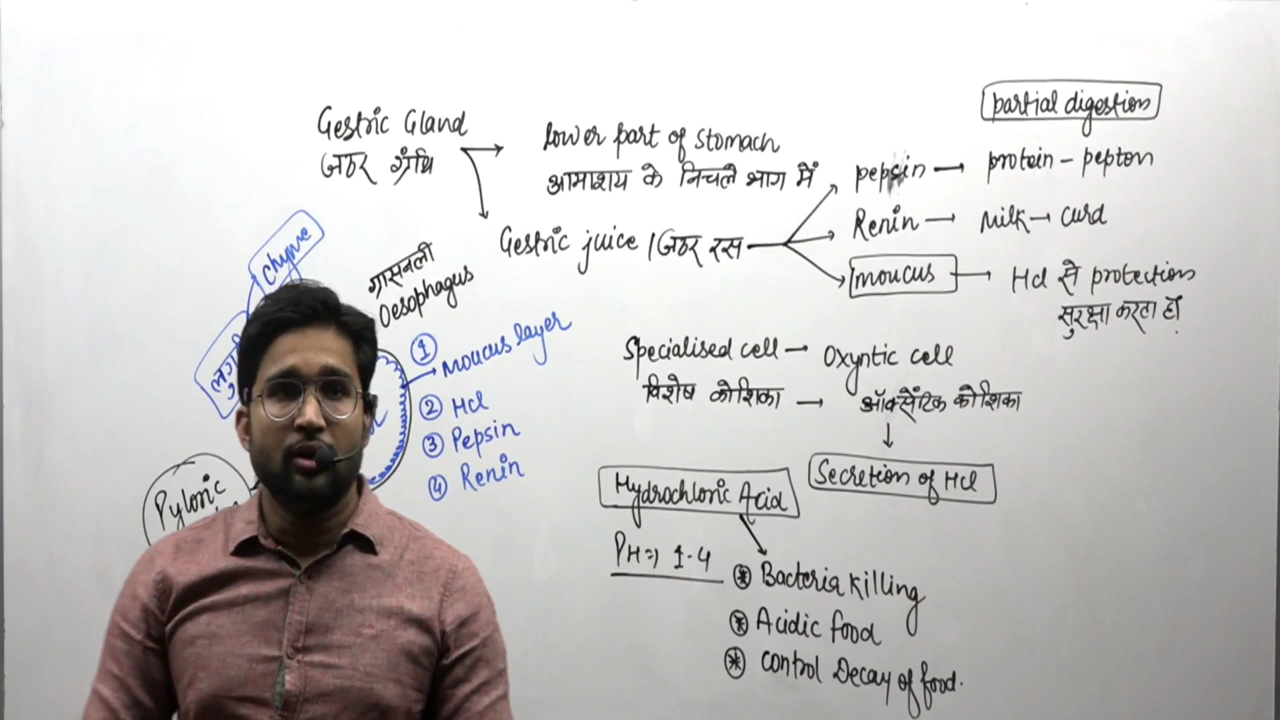 partial digestion
Gestric Gland
जठर ग्रंथि
lower part of stomach
आमाशय के निचले भाग में
Gestric juice / जठर रस
pepsin → protein - pepton
Renin → Milk → curd
moucus → Hcl से protection
सुरक्षा करता है।
Specialised cell → Oxyntic cell
विशेष कोशिका → ऑक्सेंटिक कोशिका
↓
Secretion of Hcl
Hydrochloric Acid
PH => 1-4
Bacteria killing
Acidic food
Control Decay of food.
chyme
ग्रासनली
Oesophagus
① Moucus layer
② Hcl
③ Pepsin
④ Renin
Pyloric